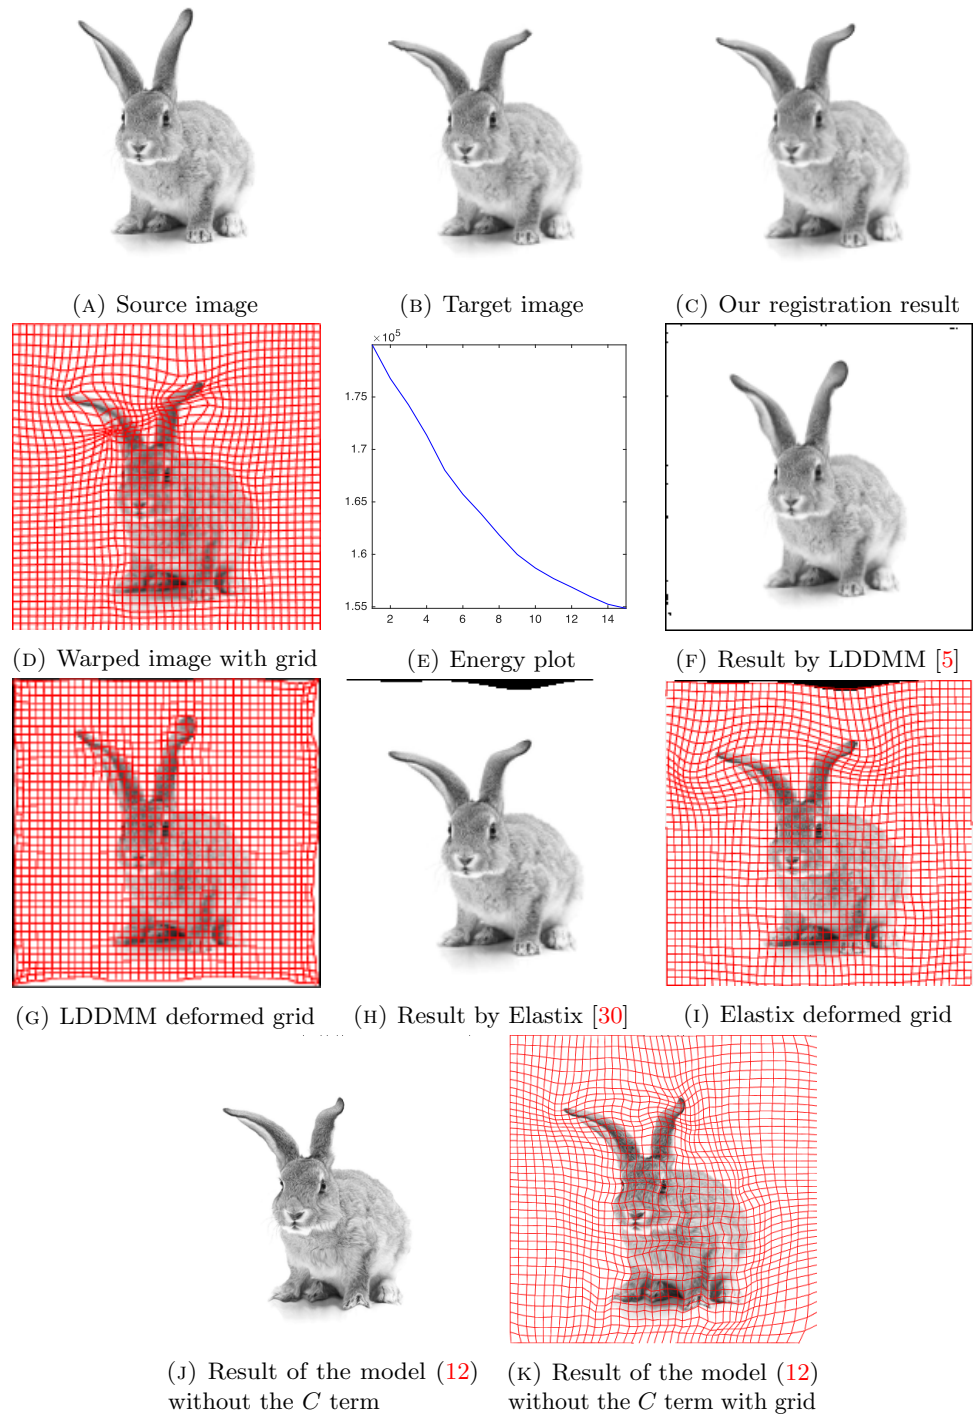 (A) Source image
(B) Target image
(C) Our registration result
×10⁵
1.75
1.7
1.65
1.6
1.55
2 4 6 8 10 12 14
(D) Warped image with grid
(E) Energy plot
(F) Result by LDDMM [5]
(G) LDDMM deformed grid
(H) Result by Elastix [30]
(I) Elastix deformed grid
(J) Result of the model (12)
without the C term
(K) Result of the model (12)
without the C term with grid